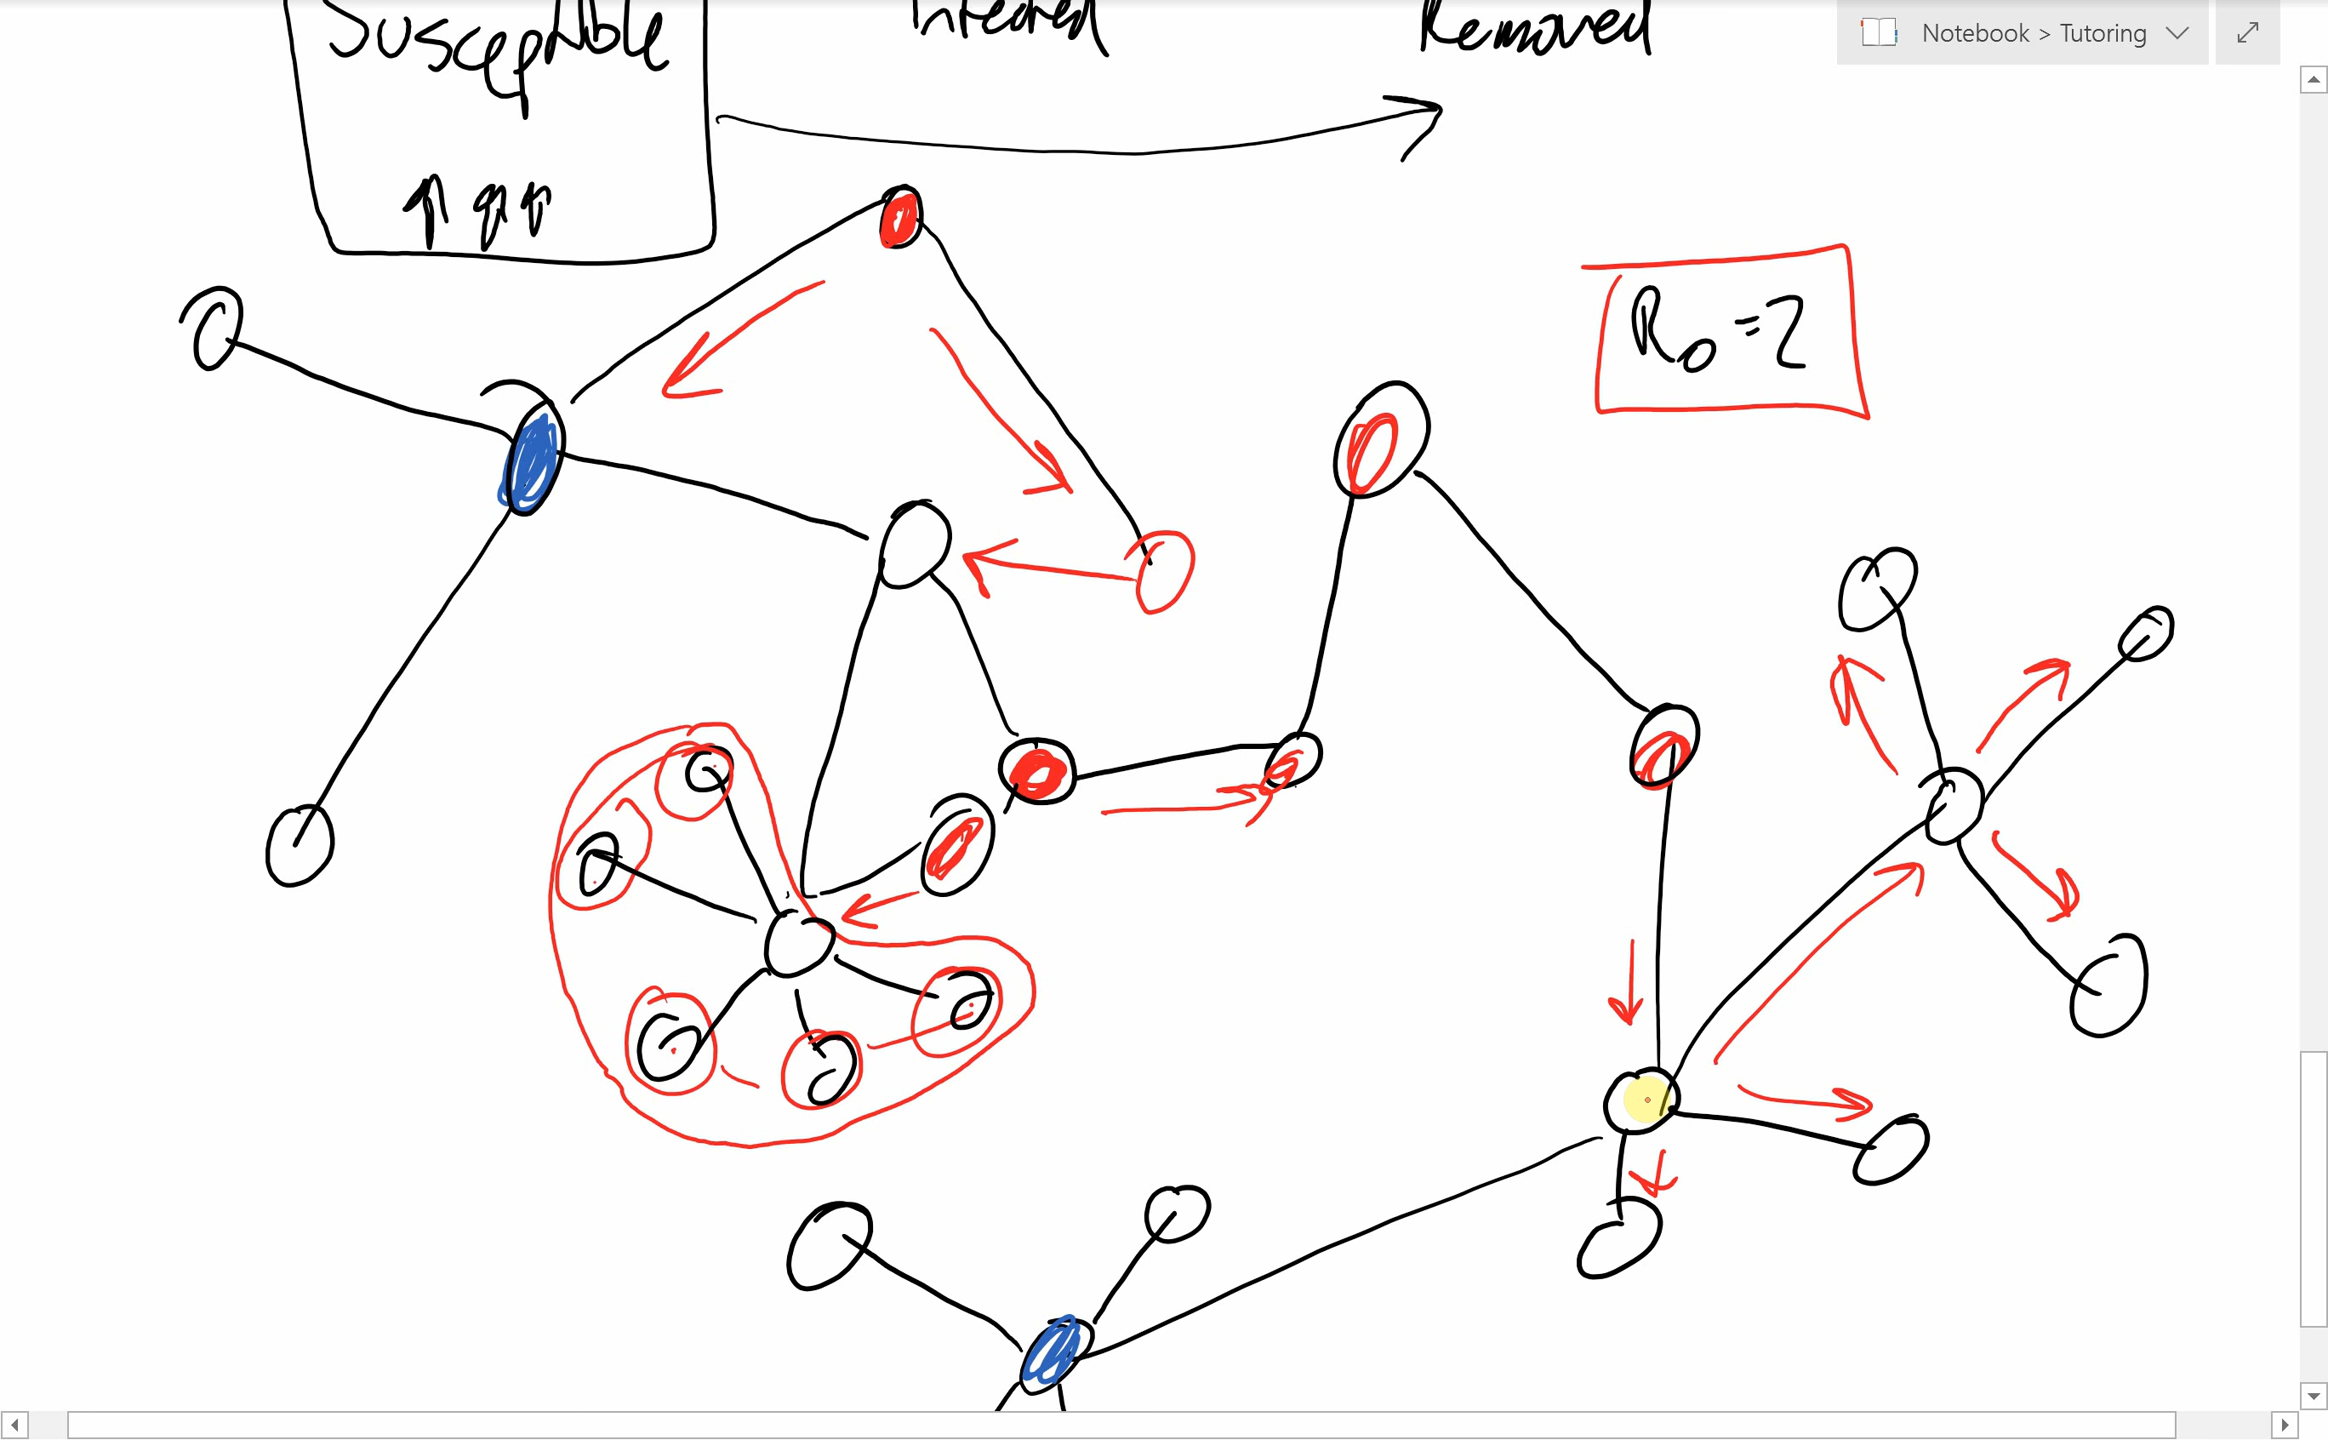 Susceptible Infected Removed
Notebook > Tutoring
R₀ = 2